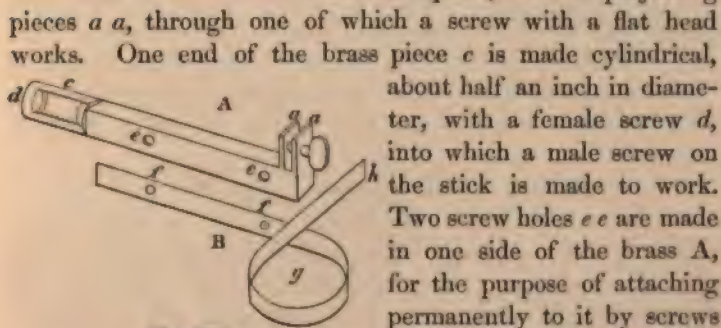 pieces a a, through one of which a screw with a flat head
works. One end of the brass piece c is made cylindrical,
about half an inch in diame-
ter, with a female screw d,
into which a male screw on
the stick is made to work.
Two screw holes e e are made
in one side of the brass A,
for the purpose of attaching
permanently to it by screws
c
d
A
a a
e
e
h
f
f
B
g